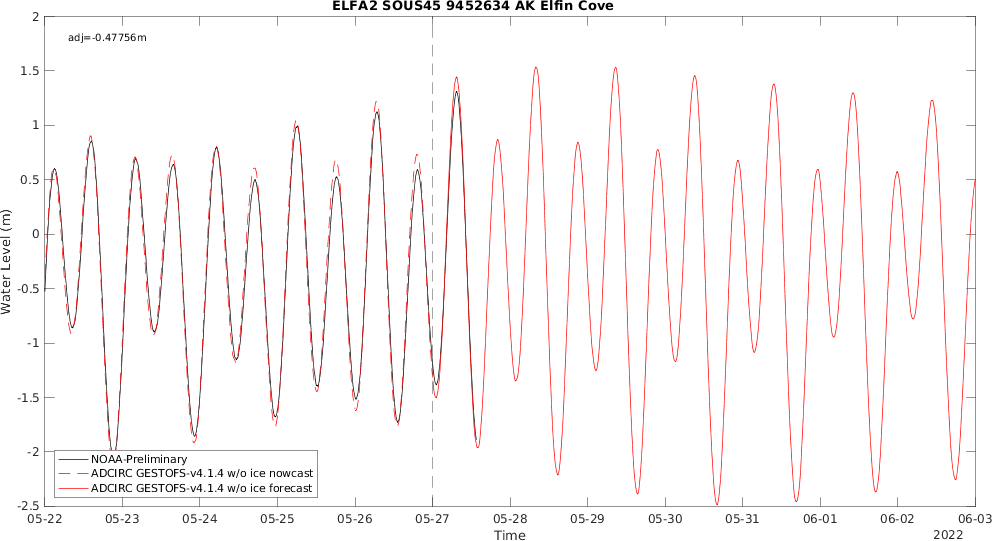 ELFA2 SOUS45 9452634 AK Elfin Cove
adj=-0.47756m
2
1.5
1
0.5
0
-0.5
-1
-1.5
-2
-2.5
Water Level (m)
NOAA-Preliminary
ADCIRC GESTOFS-v4.1.4 w/o ice nowcast
ADCIRC GESTOFS-v4.1.4 w/o ice forecast
05-22 05-23 05-24 05-25 05-26 05-27 05-28 05-29 05-30 05-31 06-01 06-02 06-03
Time
2022